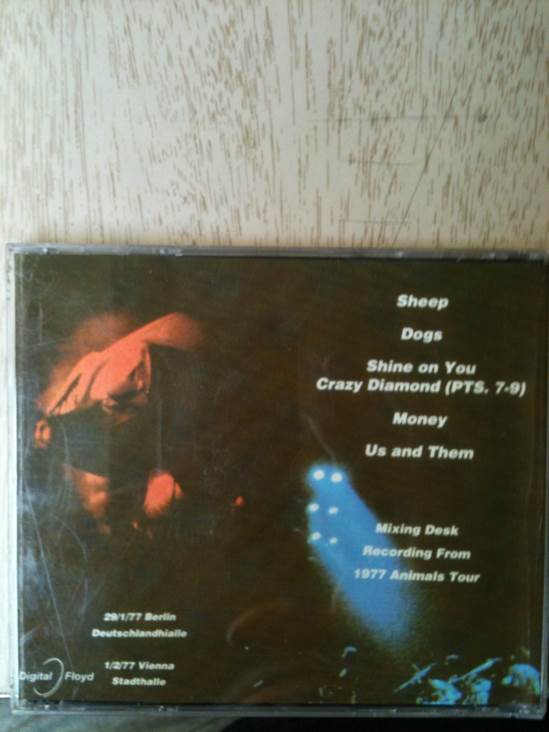 Sheep
Dogs
Shine on You
Crazy Diamond (PTS. 7-9)
Money
Us and Them
Mixing Desk
Recording From
1977 Animals Tour
29/1/77 Berlin
Deutschlandhialle
1/2/77 Vienna
Stadthalle
Digital Floyd